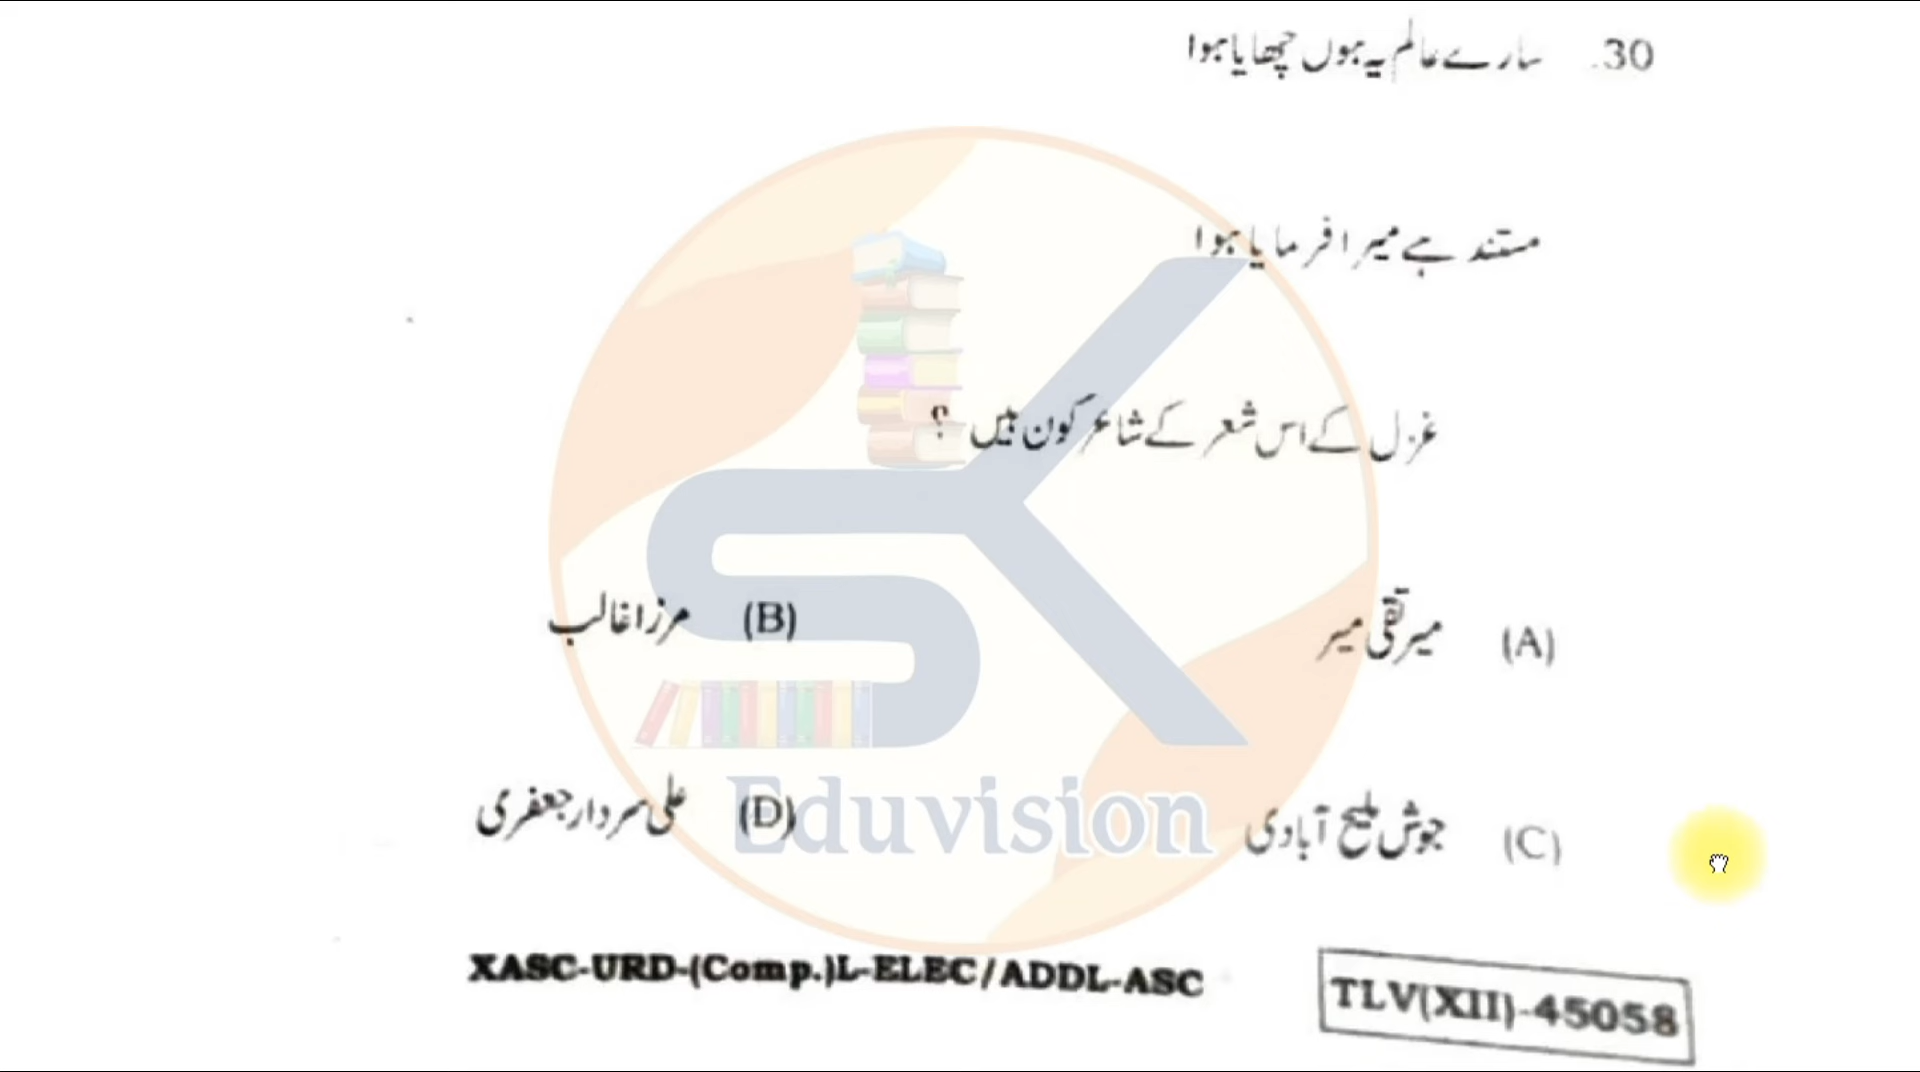 30. سارے عالم پہ ہوں چھایا ہوا
مستند ہے میرا فرمایا ہوا
غزل کے اس شعر کے شاعر کون ہیں ؟
(A) میر تقی میر (B) مرزا غالب
(C) جوش ملیح آبادی (D) علی سردار جعفری
Eduvision
XASC-URD-(Comp.)L-ELEC/ADDL-ASC
TLV(XII)-45058